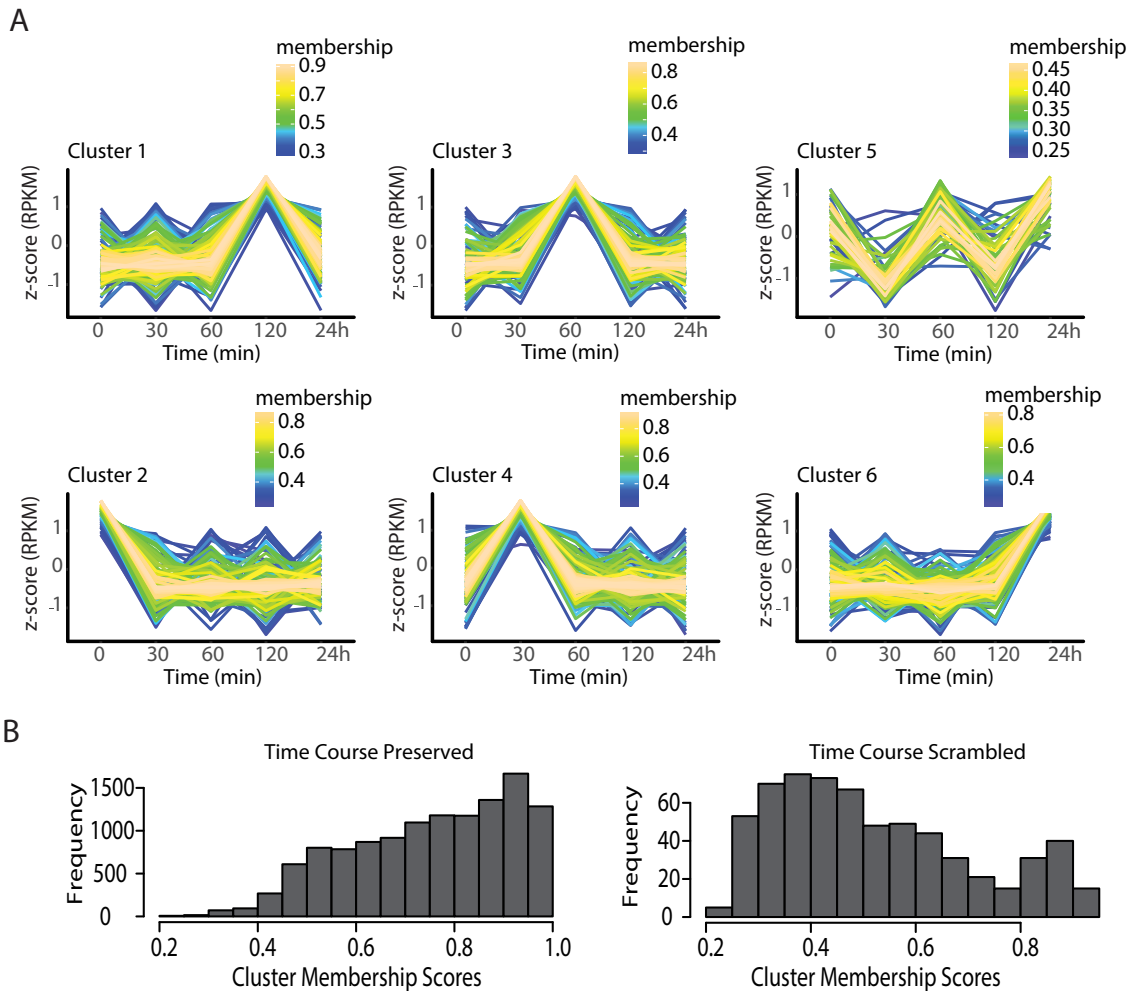 A
membership
0.9
0.7
0.5
0.3
Cluster 1
z-score (RPKM)
1
0
-1
0 30 60 120 24h
Time (min)
membership
0.8
0.6
0.4
Cluster 3
z-score (RPKM)
1
0
-1
0 30 60 120 24h
Time (min)
membership
0.45
0.40
0.35
0.30
0.25
Cluster 5
z-score (RPKM)
1
0
-1
0 30 60 120 24h
Time (min)
membership
0.8
0.6
0.4
Cluster 2
z-score (RPKM)
1
0
-1
0 30 60 120 24h
Time (min)
membership
0.8
0.6
0.4
Cluster 4
z-score (RPKM)
1
0
-1
0 30 60 120 24h
Time (min)
membership
0.8
0.6
0.4
Cluster 6
z-score (RPKM)
1
0
-1
0 30 60 120 24h
Time (min)
B
Time Course Preserved
Frequency
1500
1000
500
0
0.2 0.4 0.6 0.8 1.0
Cluster Membership Scores
Time Course Scrambled
Frequency
60
40
20
0
0.2 0.4 0.6 0.8
Cluster Membership Scores